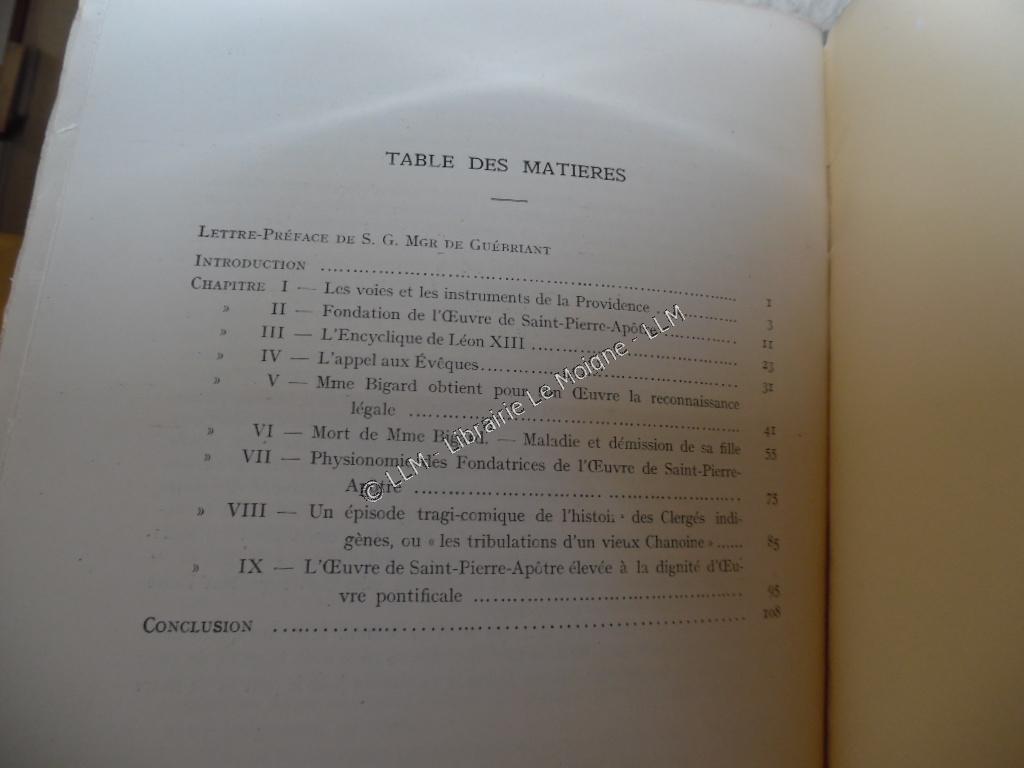 TABLE DES MATIERES
LETTRE-PRÉFACE DE S. G. MGR DE GUÉBRIANT
INTRODUCTION ........ 1
CHAPITRE I — Les voies et les instruments de la Providence ........ 3
» II — Fondation de l'Œuvre de Saint-Pierre-Apôtre ........ 11
» III — L'Encyclique de Léon XIII ........ 23
» IV — L'appel aux Évêques ........ 31
» V — Mme Bigard obtient pour Œuvre la reconnaissance
légale ........ 41
» VI — Mort de Mme — Maladie et démission de sa fille 55
» VII — Physionomie des Fondatrices de l'Œuvre de Saint-Pierre-
Apôtre ........ 75
» VIII — Un épisode tragi-comique de l'histoi des Clergés indi-
gènes, ou « les tribulations d'un vieux Chanoine » ...... 85
» IX — L'Œuvre de Saint-Pierre-Apôtre élevée à la dignité d'Œu-
vre pontificale ........ 95
CONCLUSION ........ 108
© LLM - Librairie Le Moigne - LLM